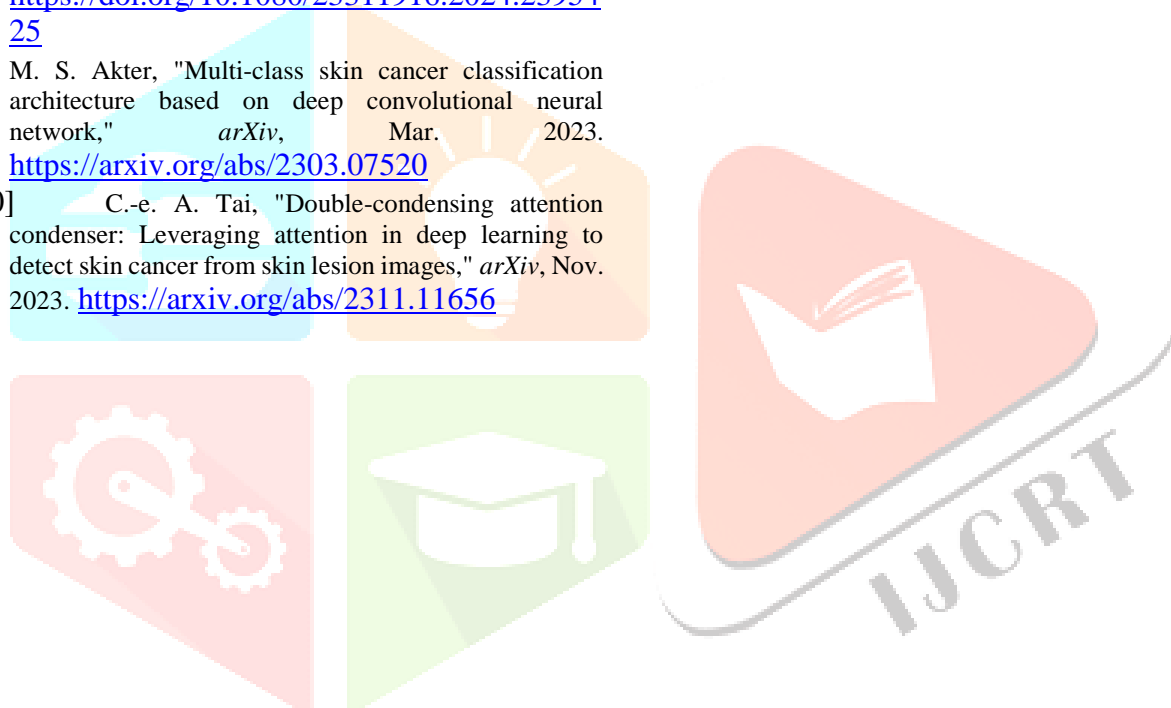 25
M. S. Akter, "Multi-class skin cancer classification
architecture based on deep convolutional neural
network," arXiv, Mar. 2023.
https://arxiv.org/abs/2303.07520
C.-e. A. Tai, "Double-condensing attention
condenser: Leveraging attention in deep learning to
detect skin cancer from skin lesion images," arXiv, Nov.
2023. https://arxiv.org/abs/2311.11656
IJCRT